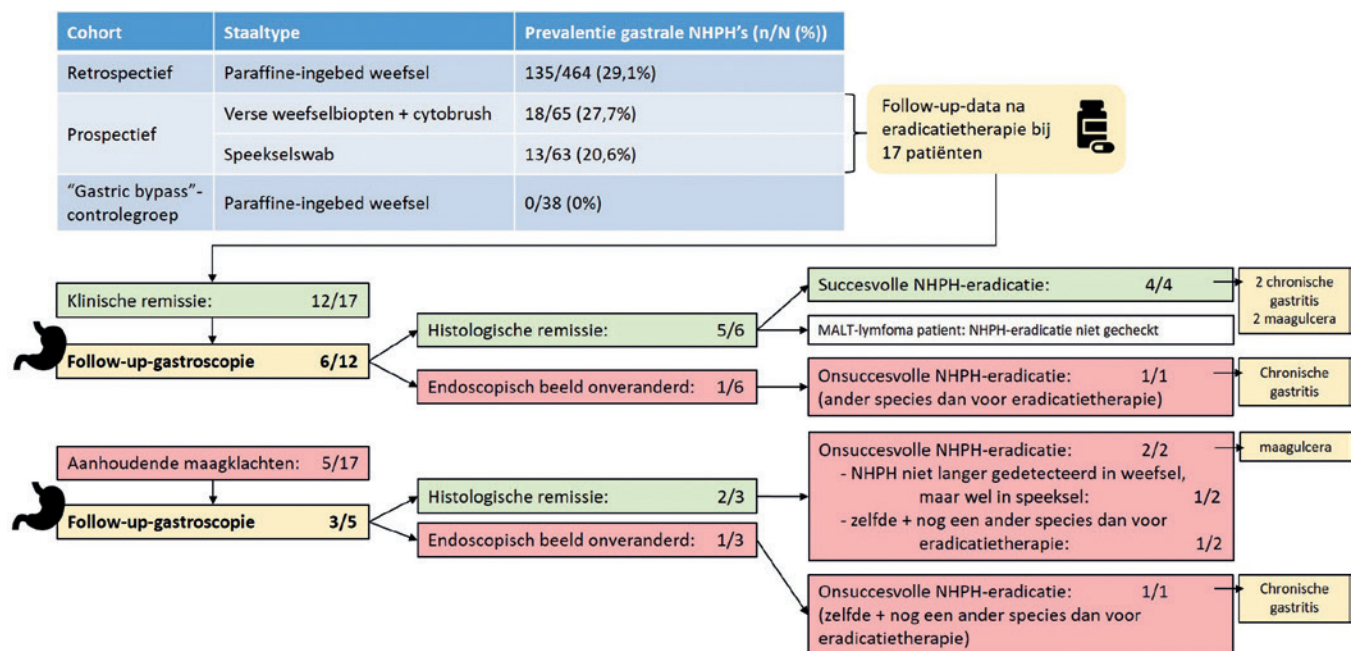 Cohort Staaltype Prevalentie gastrale NHPH's (n/N (%))
Retrospectief Paraffine-ingebed weefsel 135/464 (29,1%)
Prospectief
Verse weefselbiopten + cytobrush 18/65 (27,7%)
Speekselswab 13/63 (20,6%)
"Gastric bypass"-
controlegroep
Paraffine-ingebed weefsel 0/38 (0%)
Follow-up-data na
eradicatietherapie bij
17 patiënten
Klinische remissie: 12/17
Follow-up-gastroscopie 6/12
Histologische remissie: 5/6
Endoscopisch beeld onveranderd: 1/6
Succesvolle NHPH-eradicatie: 4/4
2 chronische
gastritis
2 maagulcera
MALT-lymfoma patient: NHPH-eradicatie niet gecheckt
Onsuccesvolle NHPH-eradicatie: 1/1
(ander species dan voor eradicatietherapie)
Chronische
gastritis
Aanhoudende maagklachten: 5/17
Follow-up-gastroscopie 3/5
Histologische remissie: 2/3
Endoscopisch beeld onveranderd: 1/3
Onsuccesvolle NHPH-eradicatie: 2/2
- NHPH niet langer gedetecteerd in weefsel,
maar wel in speeksel: 1/2
- zelfde + nog een ander species dan voor
eradicatietherapie: 1/2
maagulcera
Onsuccesvolle NHPH-eradicatie: 1/1
(zelfde + nog een ander species dan voor
eradicatietherapie)
Chronische
gastritis